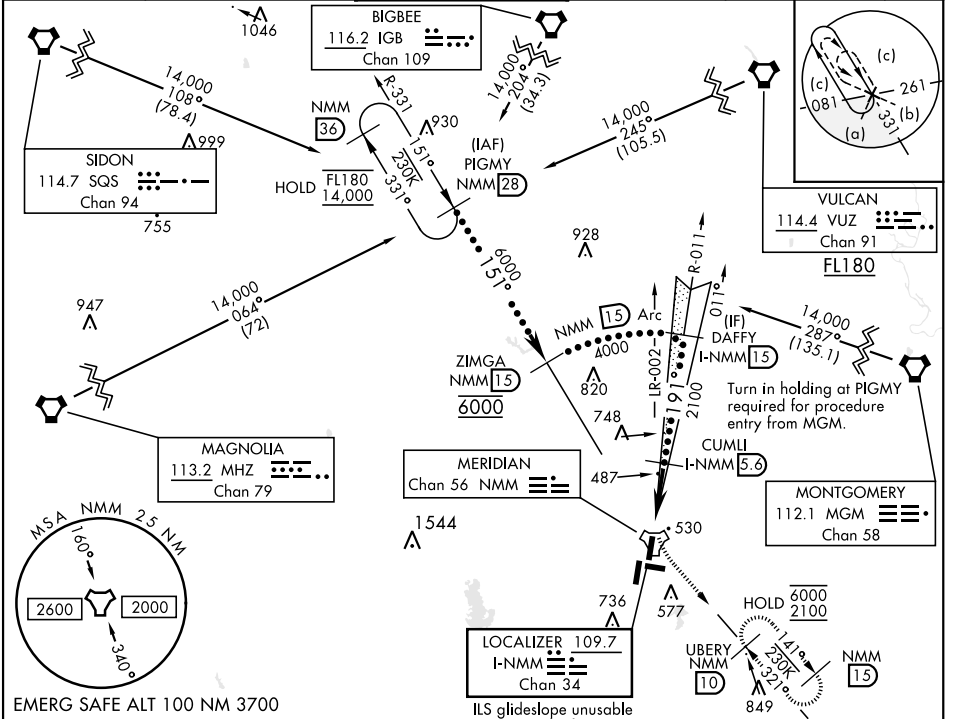 1046
BIGBEE
116.2 IGB
Chan 109
14,000
108°
(78.4)
14,000
204°
(34.3)
14,000
245°
(105.5)
(c)
(c)
081
261
(b)
(a)
331
R-331
NMM
36
930
151°
230K
331°
(IAF)
PIGMY
NMM 28
999
SIDON
114.7 SQS
Chan 94
755
HOLD
FL180
14,000
VULCAN
114.4 VUZ
Chan 91
FL180
928
6000
151°
R-011
011°
947
14,000
064°
(72)
NMM 15 Arc
4000
LR-002
(IF)
DAFFY
I-NMM 15
14,000
287°
(135.1)
ZIMGA
NMM 15
6000
820
191°
2100
Turn in holding at PIGMY
required for procedure
entry from MGM.
748
CUMLI
I-NMM 5.6
487
MAGNOLIA
113.2 MHZ
Chan 79
MERIDIAN
Chan 56 NMM
MONTGOMERY
112.1 MGM
Chan 58
1544
530
MSA NMM 25 NM
160°
2600
2000
340°
736
577
HOLD
6000
2100
141°
230K
321°
UBERY
NMM
10
NMM
15
849
LOCALIZER 109.7
I-NMM
Chan 34
EMERG SAFE ALT 100 NM 3700
ILS glideslope unusable